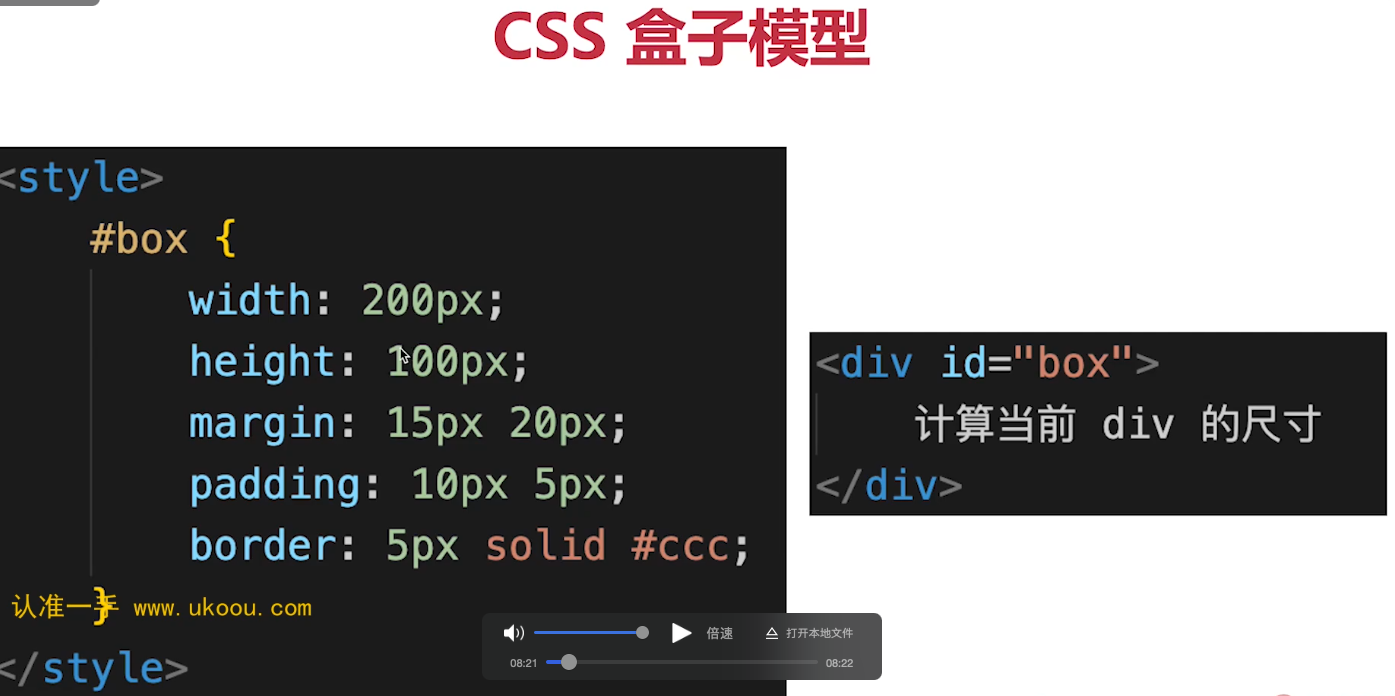 CSS 盒子模型
<style>
#box {
width: 200px;
height: 100px;
margin: 15px 20px;
padding: 10px 5px;
border: 5px solid #ccc;
}
</style>
<div id="box">
计算当前 div 的尺寸
</div>
认准一手 www.ukoou.com
倍速
打开本地文件
08:21
08:22